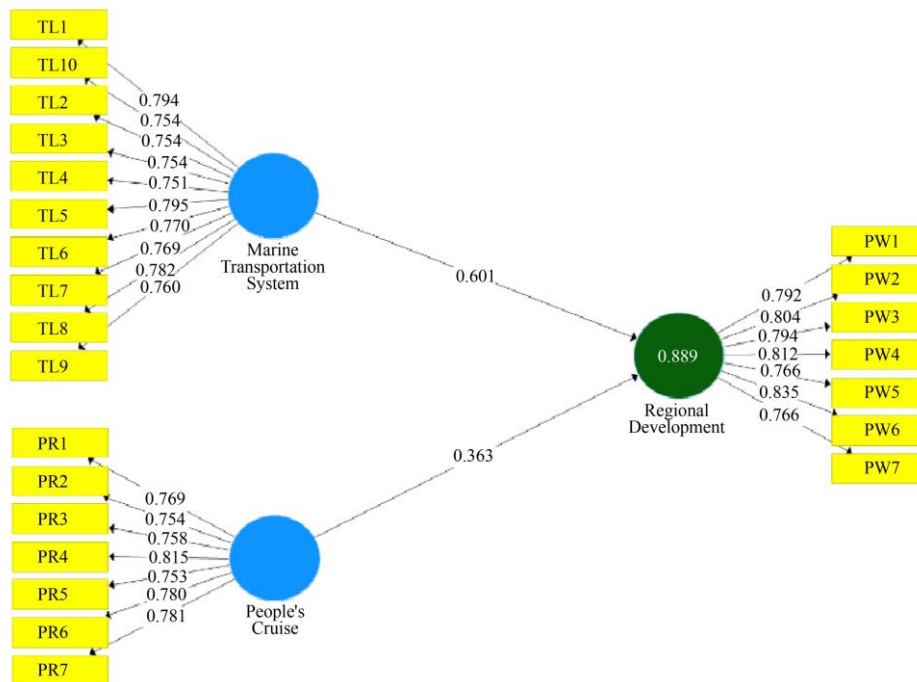 TL1
TL10
TL2
TL3
TL4
TL5
TL6
TL7
TL8
TL9
0.794
0.754
0.754
0.754
0.751
0.795
0.770
0.769
0.782
0.760
Marine
Transportation
System
0.601
PR1
PR2
PR3
PR4
PR5
PR6
PR7
0.769
0.754
0.758
0.815
0.753
0.780
0.781
People's
Cruise
0.363
0.889
Regional
Development
0.792
0.804
0.794
0.812
0.766
0.835
0.766
PW1
PW2
PW3
PW4
PW5
PW6
PW7